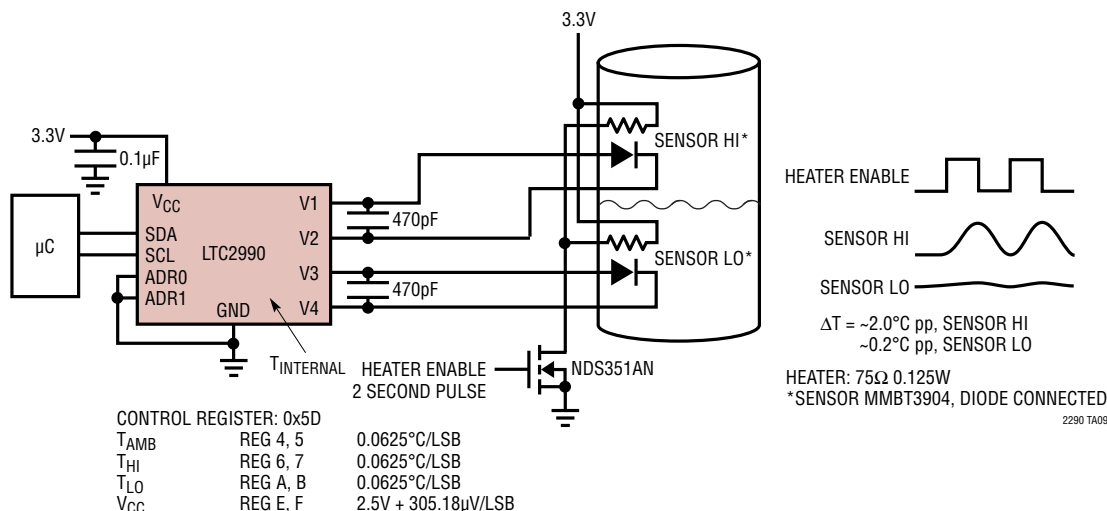 3.3V
3.3V
0.1µF
µC
VCC
SDA
SCL
ADR0
ADR1
LTC2990
GND
V1
V2
V3
V4
470pF
470pF
TINTERNAL
SENSOR HI*
SENSOR LO*
HEATER ENABLE
2 SECOND PULSE
NDS351AN
HEATER ENABLE
SENSOR HI
SENSOR LO
ΔT = ~2.0°C pp, SENSOR HI
~0.2°C pp, SENSOR LO
HEATER: 75Ω 0.125W
*SENSOR MMBT3904, DIODE CONNECTED
2290 TA09
CONTROL REGISTER: 0x5D
TAMB REG 4, 5 0.0625°C/LSB
THI REG 6, 7 0.0625°C/LSB
TLO REG A, B 0.0625°C/LSB
VCC REG E, F 2.5V + 305.18µV/LSB